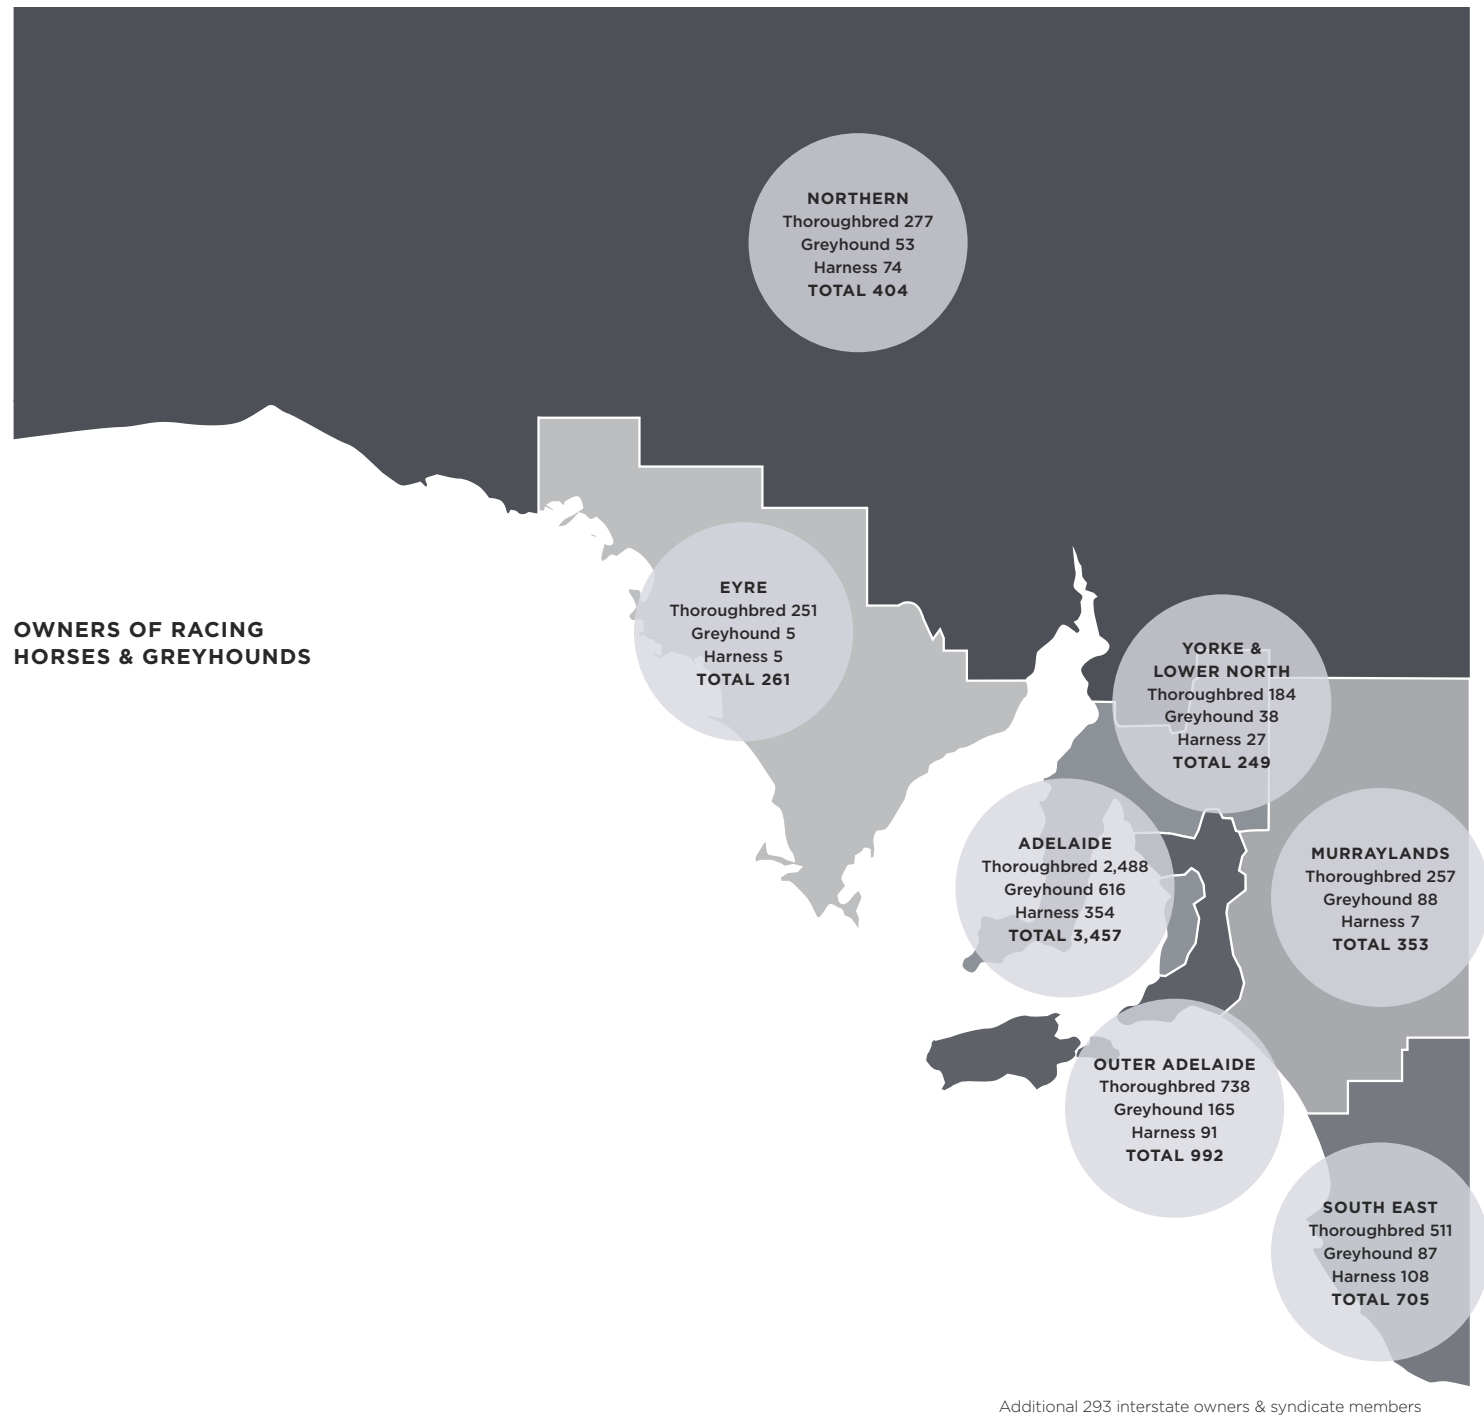 NORTHERN
Thoroughbred 277
Greyhound 53
Harness 74
TOTAL 404
EYRE
Thoroughbred 251
Greyhound 5
Harness 5
TOTAL 261
OWNERS OF RACING
HORSES & GREYHOUNDS
YORKE &
LOWER NORTH
Thoroughbred 184
Greyhound 38
Harness 27
TOTAL 249
ADELAIDE
Thoroughbred 2,488
Greyhound 616
Harness 354
TOTAL 3,457
MURRAYLANDS
Thoroughbred 257
Greyhound 88
Harness 7
TOTAL 353
OUTER ADELAIDE
Thoroughbred 738
Greyhound 165
Harness 91
TOTAL 992
SOUTH EAST
Thoroughbred 511
Greyhound 87
Harness 108
TOTAL 705
Additional 293 interstate owners & syndicate members